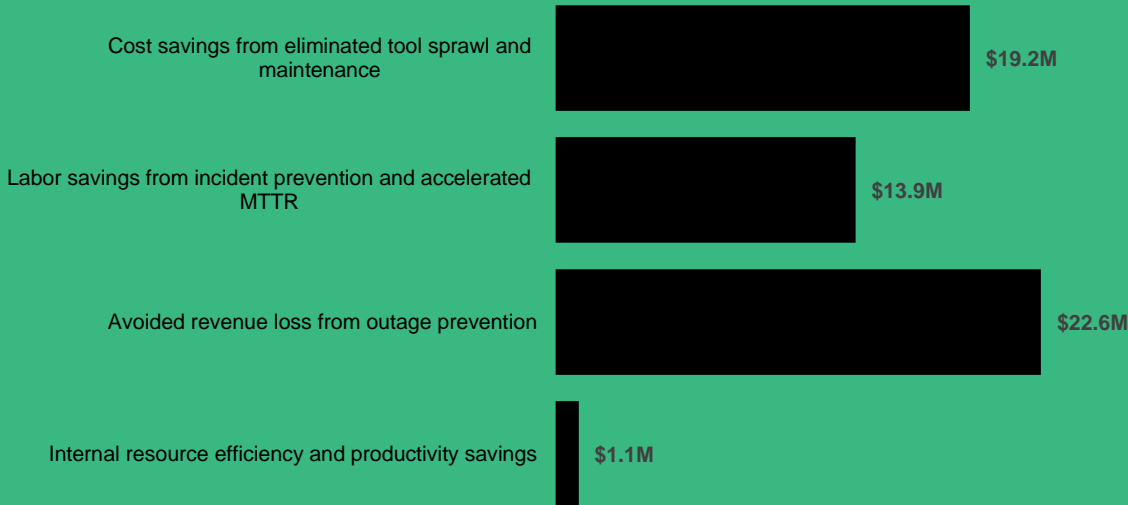 Cost savings from eliminated tool sprawl and
maintenance
$19.2M
Labor savings from incident prevention and accelerated
MTTR
$13.9M
Avoided revenue loss from outage prevention
$22.6M
Internal resource efficiency and productivity savings
$1.1M